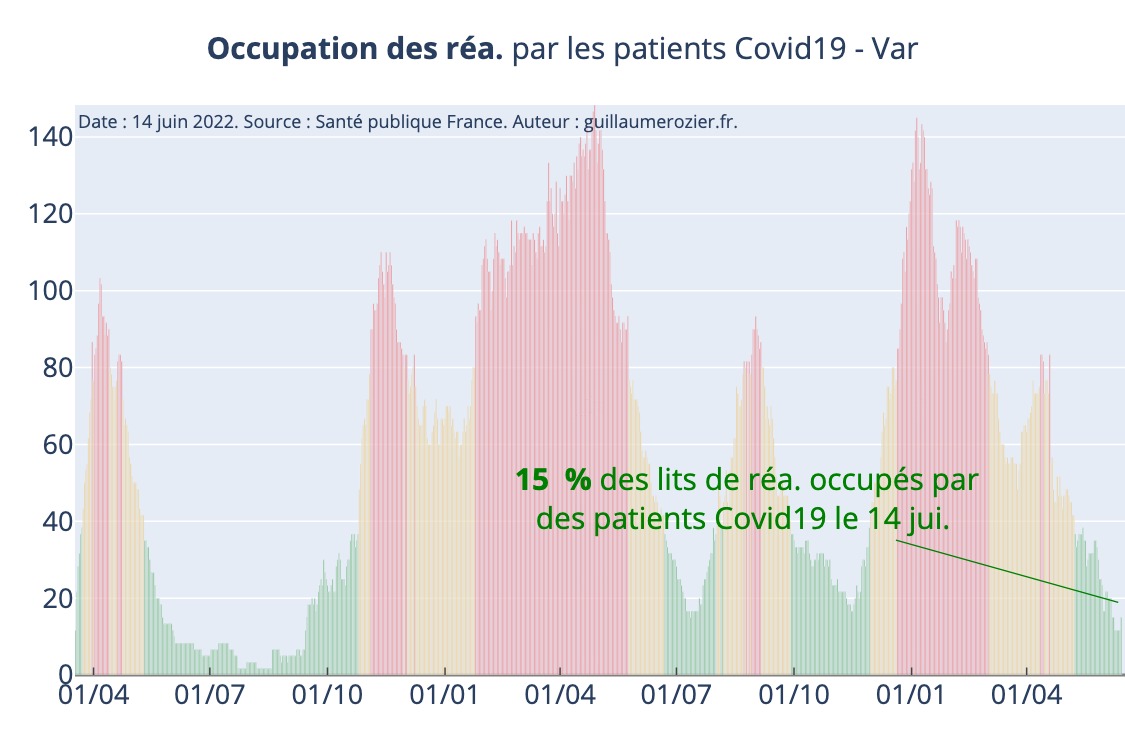 Occupation des réa. par les patients Covid19 - Var
Date : 14 juin 2022. Source : Santé publique France. Auteur : guillaumerozier.fr.
140
120
100
80
60
40
20
0
15 % des lits de réa. occupés par
des patients Covid19 le 14 jui.
01/04 01/07 01/10 01/01 01/04 01/07 01/10 01/01 01/04